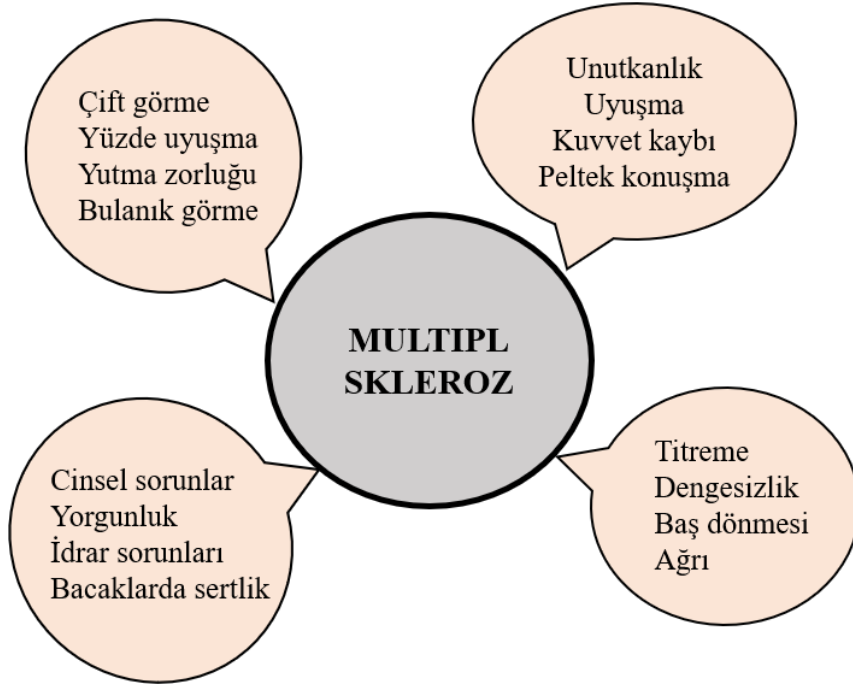 Çift görme
Yüzde uyuşma
Yutma zorluğu
Bulanık görme
Unutkanlık
Uyuşma
Kuvvet kaybı
Peltek konuşma
MULTIPL
SKLEROZ
Cinsel sorunlar
Yorgunluk
İdrar sorunları
Bacaklarda sertlik
Titreme
Dengesizlik
Baş dönmesi
Ağrı